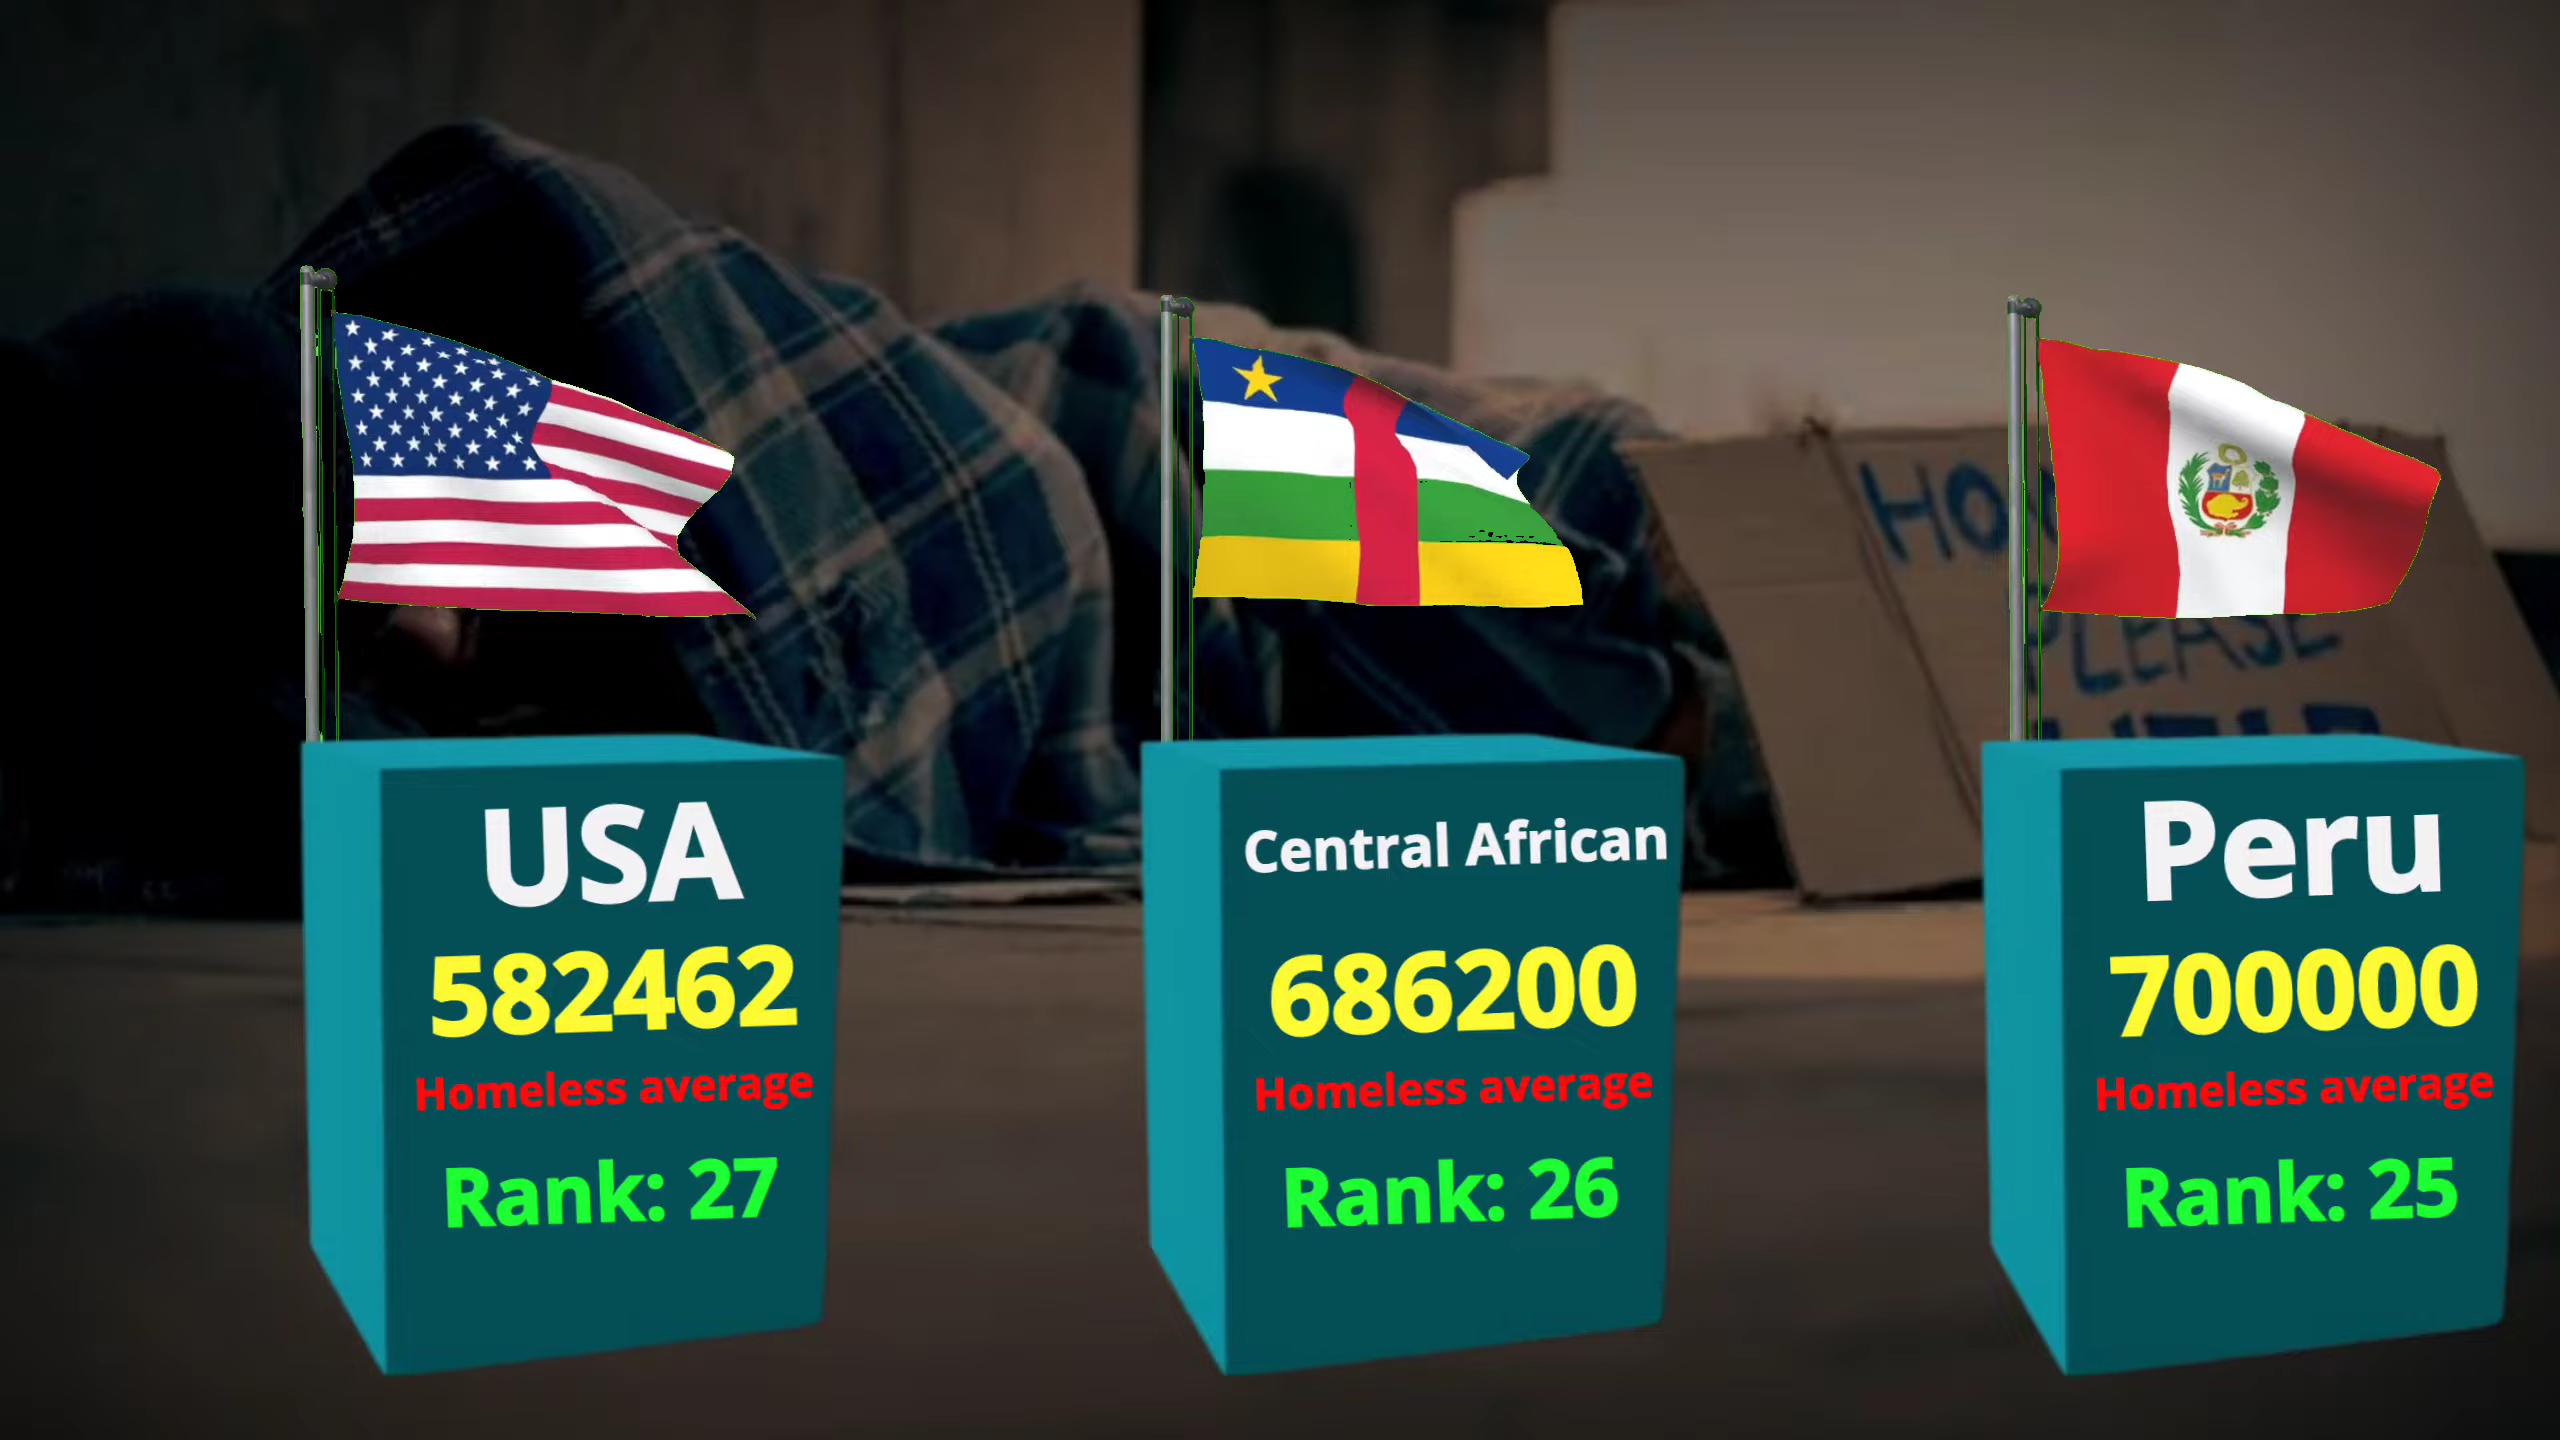 USA
582462
Homeless average
Rank: 27
Central African
686200
Homeless average
Rank: 26
Peru
700000
Homeless average
Rank: 25
PLEASE